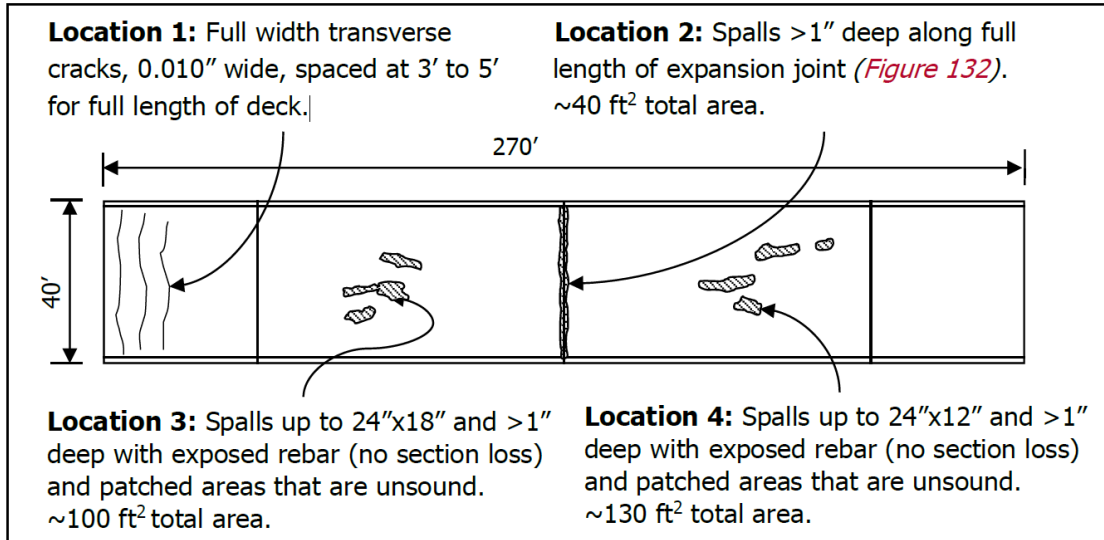 Location 1: Full width transverse
cracks, 0.010″ wide, spaced at 3′ to 5′
for full length of deck.
Location 2: Spalls >1″ deep along full
length of expansion joint (Figure 132).
~40 ft² total area.
270′
40′
Location 3: Spalls up to 24″x18″ and >1″
deep with exposed rebar (no section loss)
and patched areas that are unsound.
~100 ft² total area.
Location 4: Spalls up to 24″x12″ and >1″
deep with exposed rebar (no section loss)
and patched areas that are unsound.
~130 ft² total area.